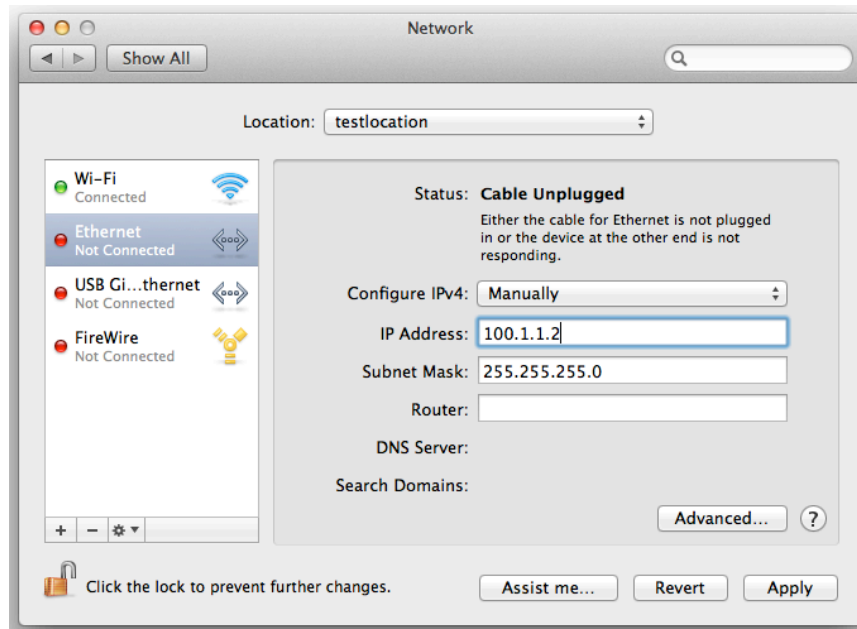 Network
Show All
Location: testlocation
Wi-Fi
Connected
Ethernet
Not Connected
USB Gi...thernet
Not Connected
FireWire
Not Connected
Status: Cable Unplugged
Either the cable for Ethernet is not plugged
in or the device at the other end is not
responding.
Configure IPv4: Manually
IP Address: 100.1.1.2
Subnet Mask: 255.255.255.0
Router:
DNS Server:
Search Domains:
Advanced... ?
+ −
Click the lock to prevent further changes.
Assist me... Revert Apply